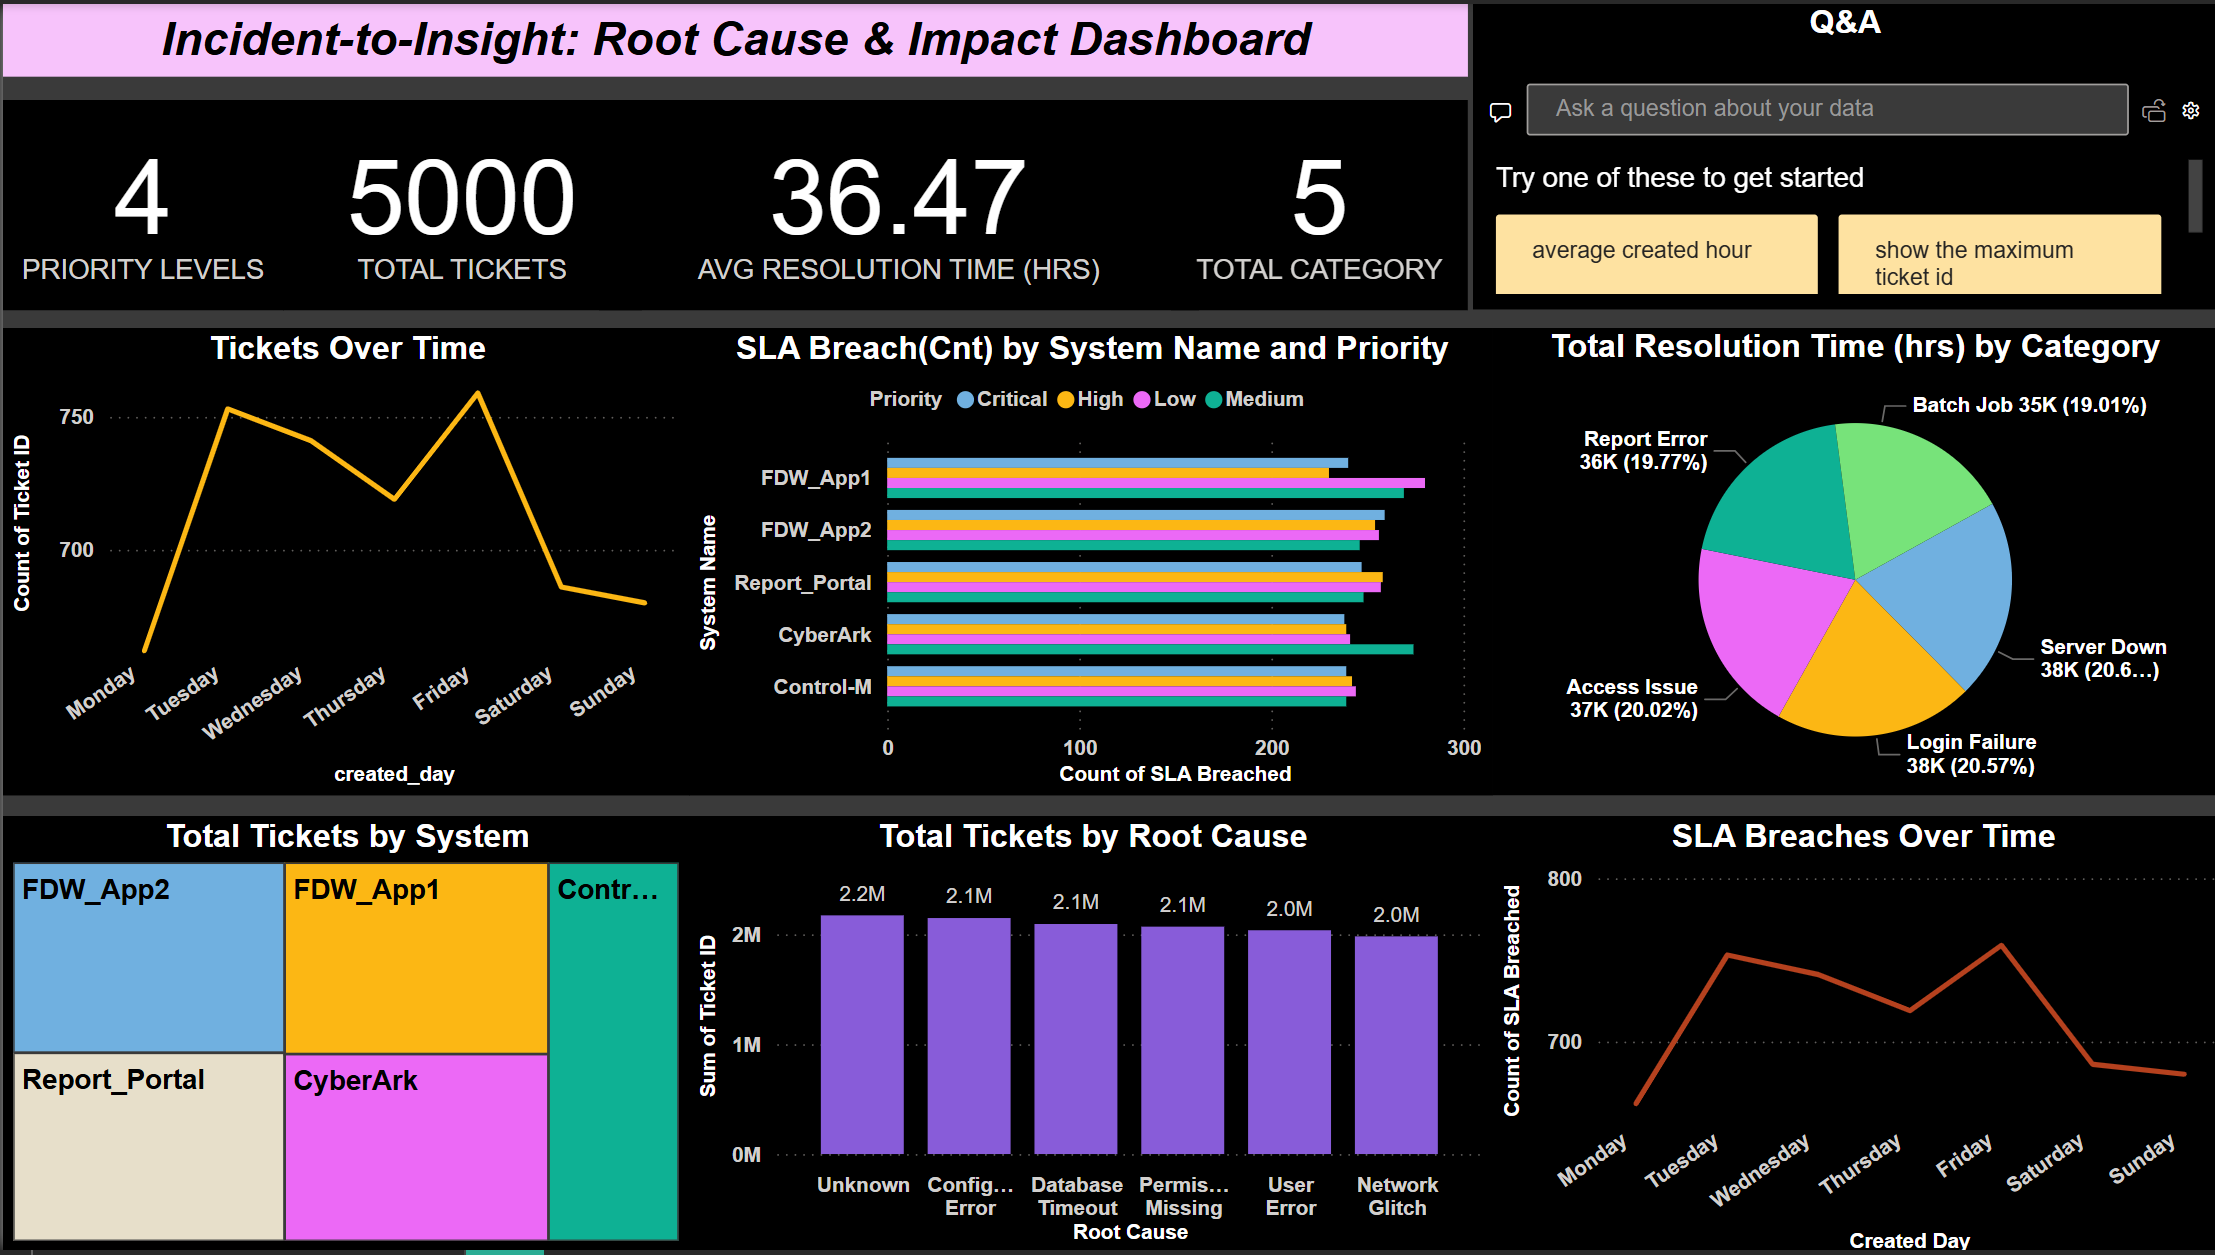 Incident-to-Insight: Root Cause & Impact Dashboard
4
PRIORITY LEVELS
5000
TOTAL TICKETS
36.47
AVG RESOLUTION TIME (HRS)
5
TOTAL CATEGORY
Q&A
Ask a question about your data
Try one of these to get started
average created hour
show the maximum
ticket id
Tickets Over Time
Count of Ticket ID
750
700
Monday
Tuesday
Wednesday
Thursday
Friday
Saturday
Sunday
created_day
SLA Breach(Cnt) by System Name and Priority
Priority Critical High Low Medium
System Name
FDW_App1
FDW_App2
Report_Portal
CyberArk
Control-M
0 100 200 300
Count of SLA Breached
Total Resolution Time (hrs) by Category
Batch Job 35K (19.01%)
Report Error
36K (19.77%)
Server Down
38K (20.6…)
Access Issue
37K (20.02%)
Login Failure
38K (20.57%)
Total Tickets by System
FDW_App2
FDW_App1
Contr…
Report_Portal
CyberArk
Total Tickets by Root Cause
Sum of Ticket ID
2M
1M
0M
2.2M
2.1M
2.1M
2.1M
2.0M
2.0M
Unknown
Config…
Error
Database
Timeout
Permis…
Missing
User
Error
Network
Glitch
Root Cause
SLA Breaches Over Time
Count of SLA Breached
800
700
Monday
Tuesday
Wednesday
Thursday
Friday
Saturday
Sunday
Created Day